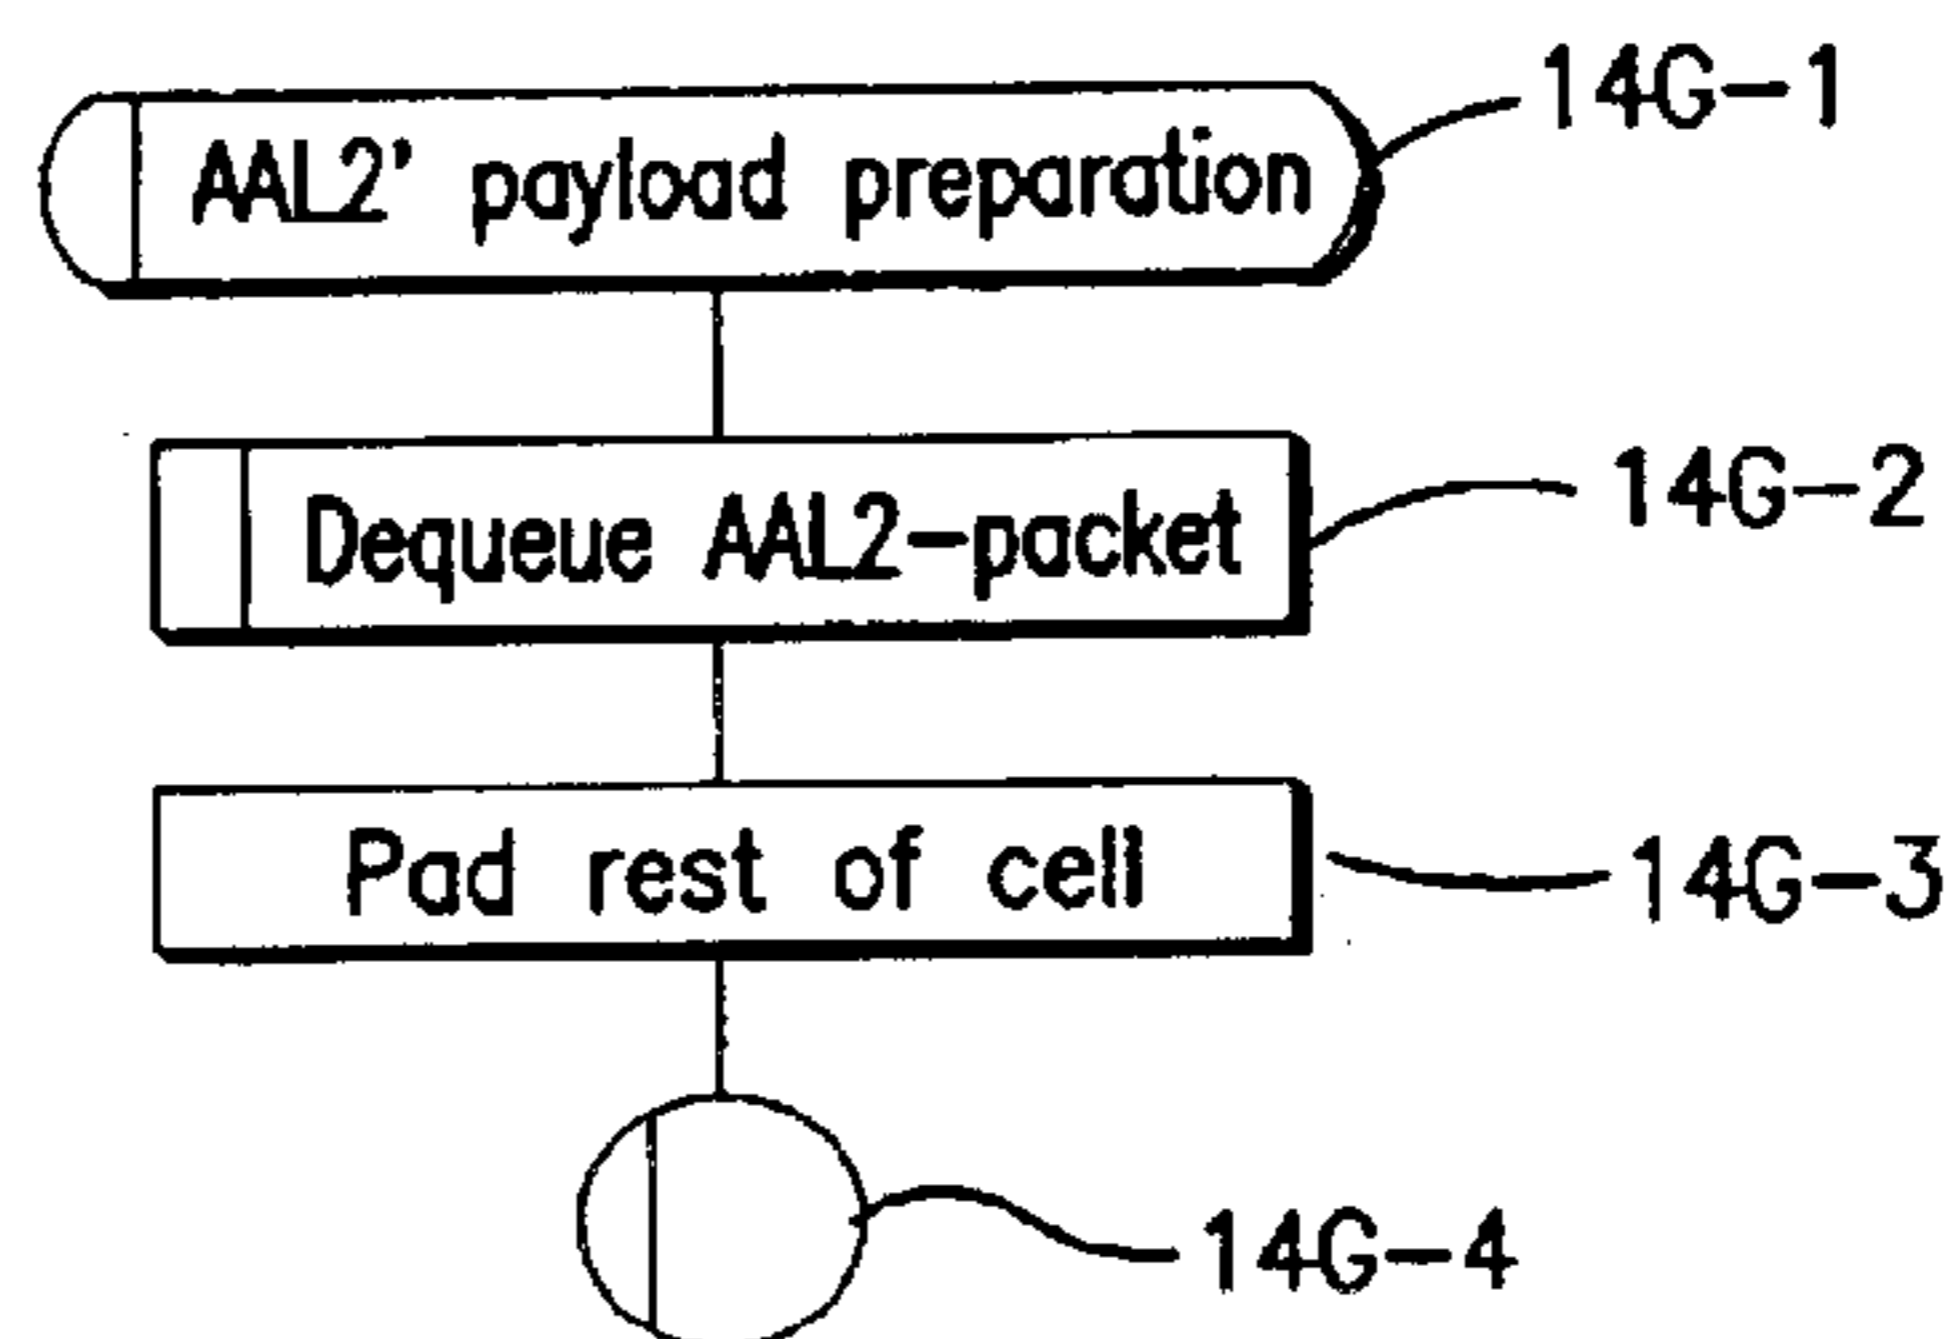 14G-1
AAL2' payload preparation
14G-2
Dequeue AAL2-packet
14G-3
Pad rest of cell
14G-4